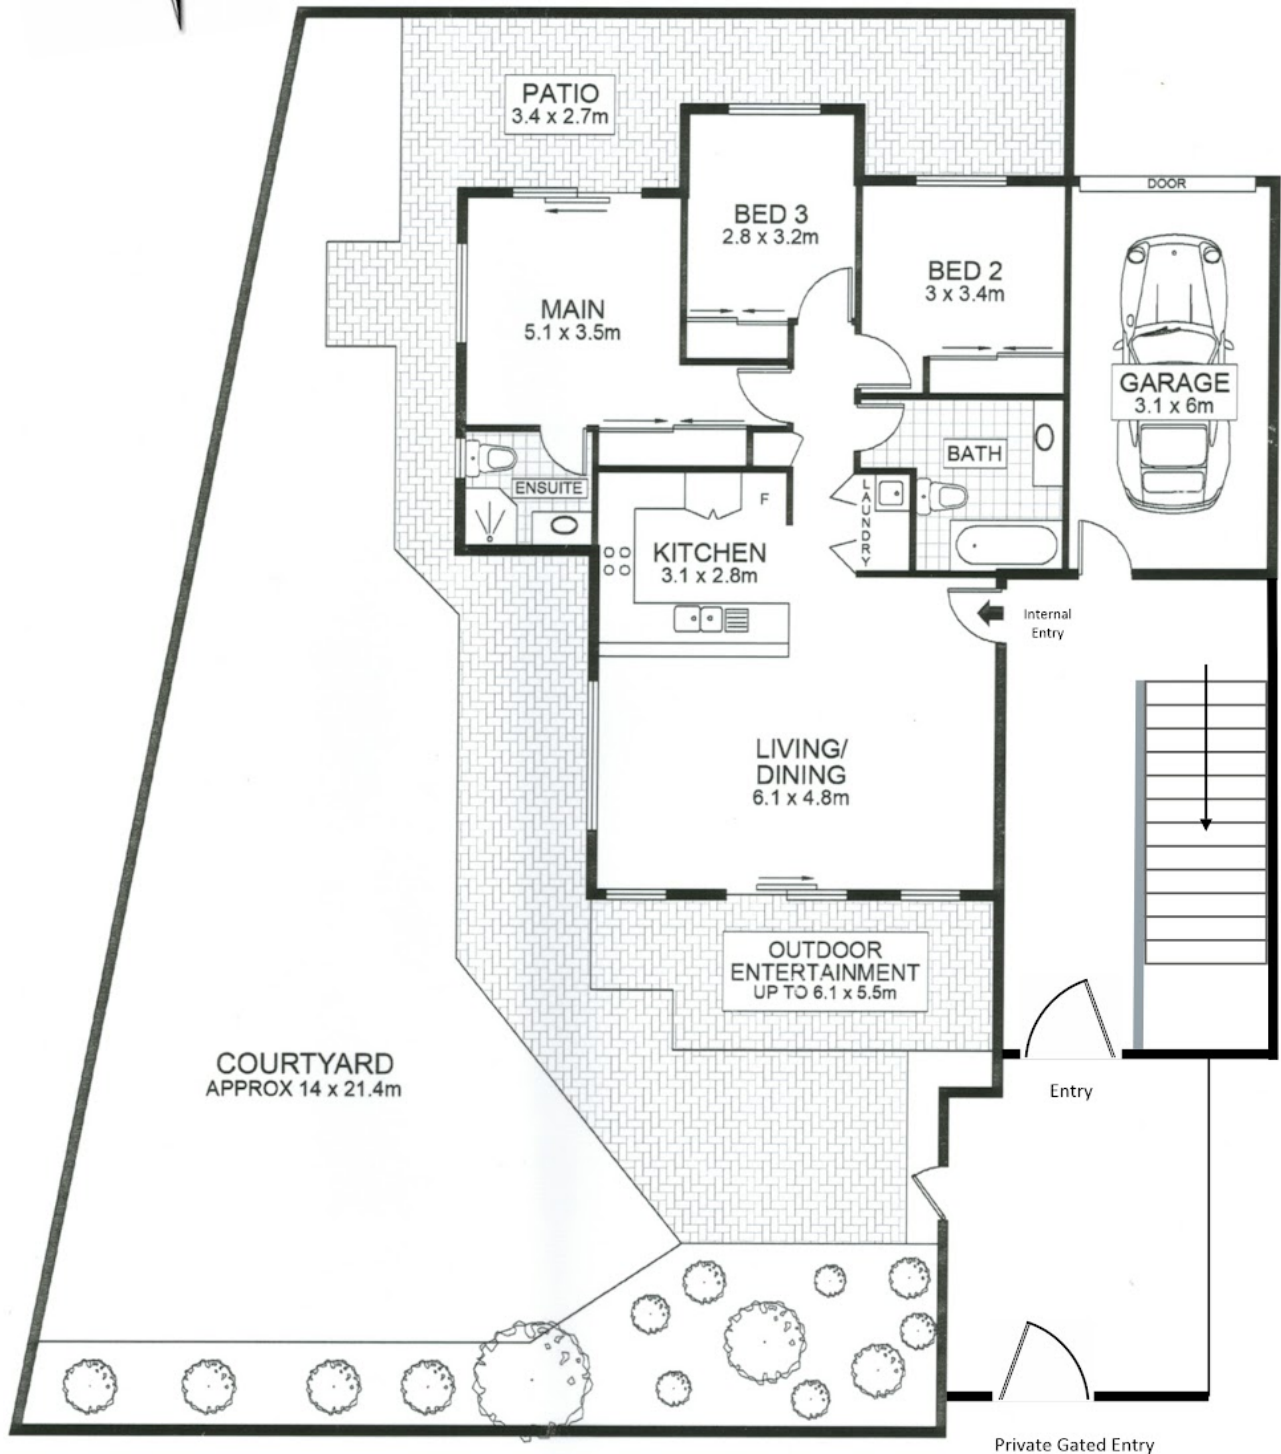 PATIO
3.4 x 2.7m
DOOR
BED 3
2.8 x 3.2m
BED 2
3 x 3.4m
MAIN
5.1 x 3.5m
GARAGE
3.1 x 6m
BATH
ENSUITE
F
LAUNDRY
KITCHEN
3.1 x 2.8m
Internal
Entry
LIVING/
DINING
6.1 x 4.8m
OUTDOOR
ENTERTAINMENT
UP TO 6.1 x 5.5m
COURTYARD
APPROX 14 x 21.4m
Entry
Private Gated Entry